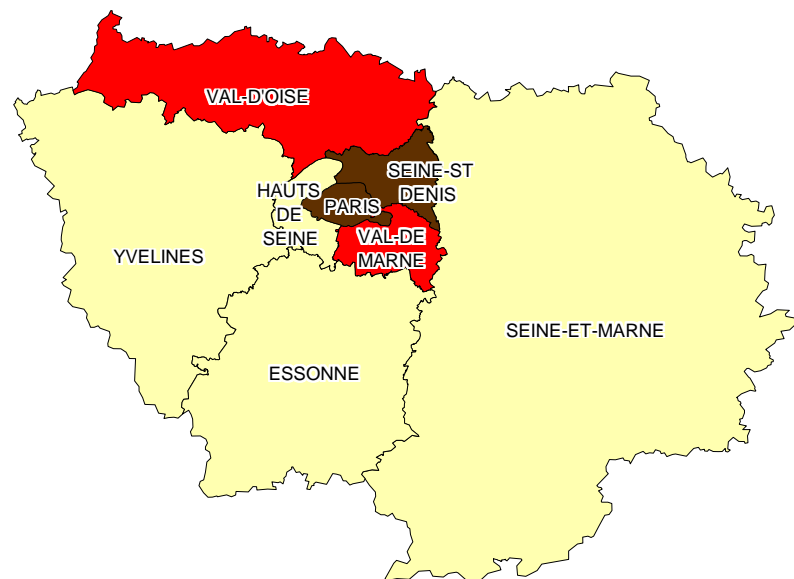 VAL-D'OISE
SEINE-ST
DENIS
HAUTS
DE
SEINE
PARIS
VAL-DE
MARNE
YVELINES
SEINE-ET-MARNE
ESSONNE